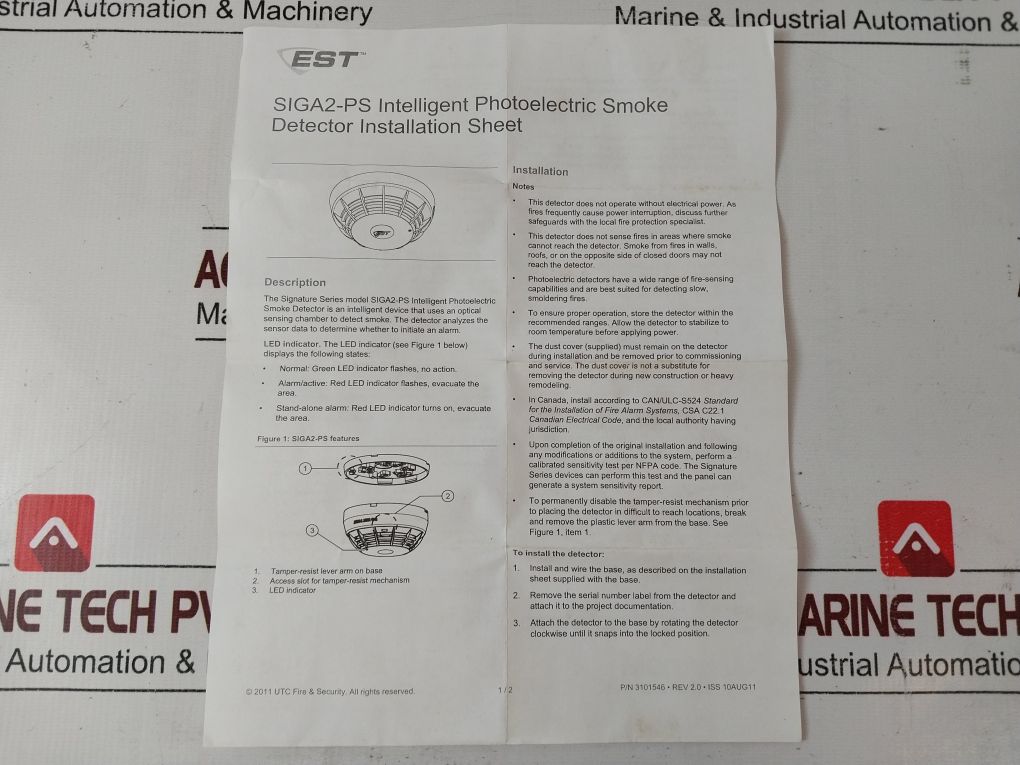 strial Automation & Machinery
Marine & Industrial Automation &
EST™
SIGA2-PS Intelligent Photoelectric Smoke
Detector Installation Sheet
EST
Description
The Signature Series model SIGA2-PS Intelligent Photoelectric
Smoke Detector is an intelligent device that uses an optical
sensing chamber to detect smoke. The detector analyzes the
sensor data to determine whether to initiate an alarm.
LED indicator. The LED indicator (see Figure 1 below)
displays the following states:
• Normal: Green LED indicator flashes, no action.
• Alarm/active: Red LED indicator flashes, evacuate the
area.
• Stand-alone alarm: Red LED indicator turns on, evacuate
the area.
Figure 1: SIGA2-PS features
1
2
3
1. Tamper-resist lever arm on base
2. Access slot for tamper-resist mechanism
3. LED indicator
Installation
Notes
• This detector does not operate without electrical power. As
fires frequently cause power interruption, discuss further
safeguards with the local fire protection specialist.
• This detector does not sense fires in areas where smoke
cannot reach the detector. Smoke from fires in walls,
roofs, or on the opposite side of closed doors may not
reach the detector.
• Photoelectric detectors have a wide range of fire-sensing
capabilities and are best suited for detecting slow,
smoldering fires.
• To ensure proper operation, store the detector within the
recommended ranges. Allow the detector to stabilize to
room temperature before applying power.
• The dust cover (supplied) must remain on the detector
during installation and be removed prior to commissioning
and service. The dust cover is not a substitute for
removing the detector during new construction or heavy
remodeling.
• In Canada, install according to CAN/ULC-S524 Standard
for the Installation of Fire Alarm Systems, CSA C22.1
Canadian Electrical Code, and the local authority having
jurisdiction.
• Upon completion of the original installation and following
any modifications or additions to the system, perform a
calibrated sensitivity test per NFPA code. The Signature
Series devices can perform this test and the panel can
generate a system sensitivity report.
• To permanently disable the tamper-resist mechanism prior
to placing the detector in difficult to reach locations, break
and remove the plastic lever arm from the base. See
Figure 1, item 1.
To install the detector:
1. Install and wire the base, as described on the installation
sheet supplied with the base.
2. Remove the serial number label from the detector and
attach it to the project documentation.
3. Attach the detector to the base by rotating the detector
clockwise until it snaps into the locked position.
© 2011 UTC Fire & Security. All rights reserved.
1 / 2
P/N 3101546 • REV 2.0 • ISS 10AUG11
NE TECH PV
Automation &
ARINE TECH
ustrial Automatio